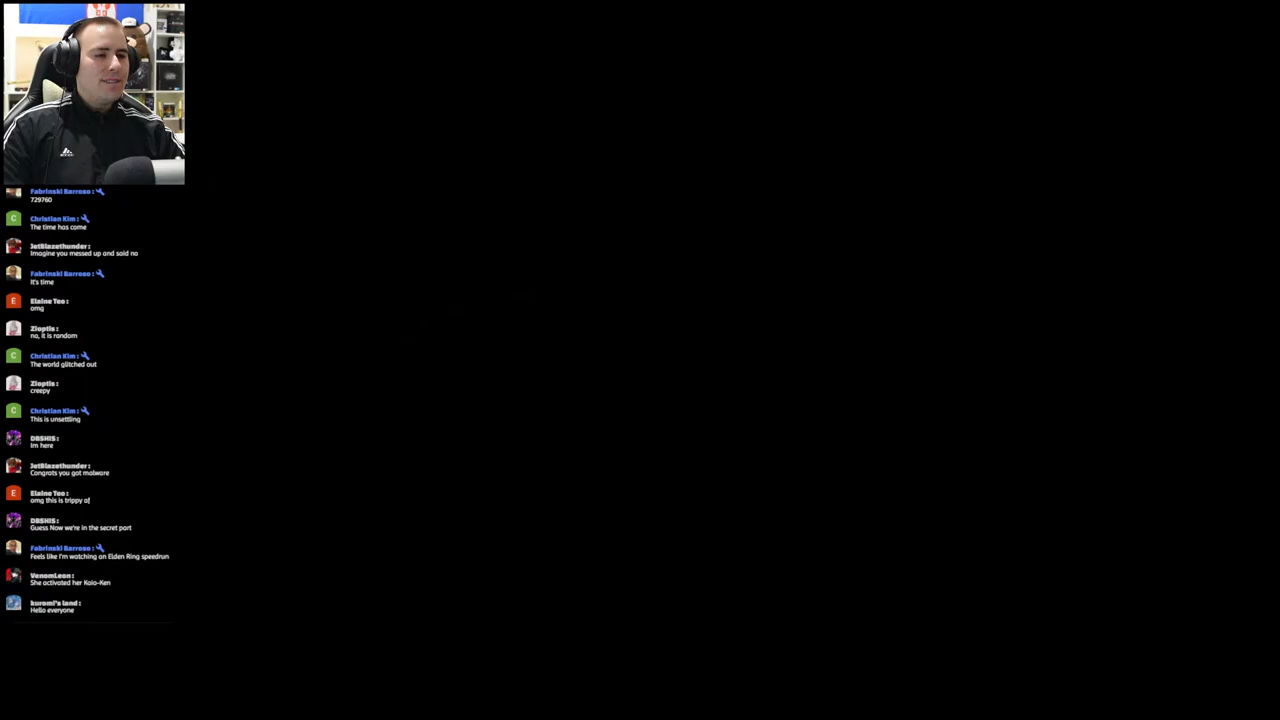 Fabrinski Barroso :
729760
C
Christian Kim :
The time has come
JetBlazethunder :
Imagine you messed up and said no
Fabrinski Barroso :
It's time
E
Elaine Teo :
omg
Zioptis :
no, it is random
C
Christian Kim :
The world glitched out
Zioptis :
creepy
C
Christian Kim :
This is unsettling
DBSHIS :
Im here
JetBlazethunder :
Congrats you got malware
E
Elaine Teo :
omg this is trippy af
DBSHIS :
Guess Now we're in the secret part
Fabrinski Barroso :
Feels like I'm watching an Elden Ring speedrun
VenomLeon :
She activated her Kaio-Ken
kuromi's land :
Hello everyone